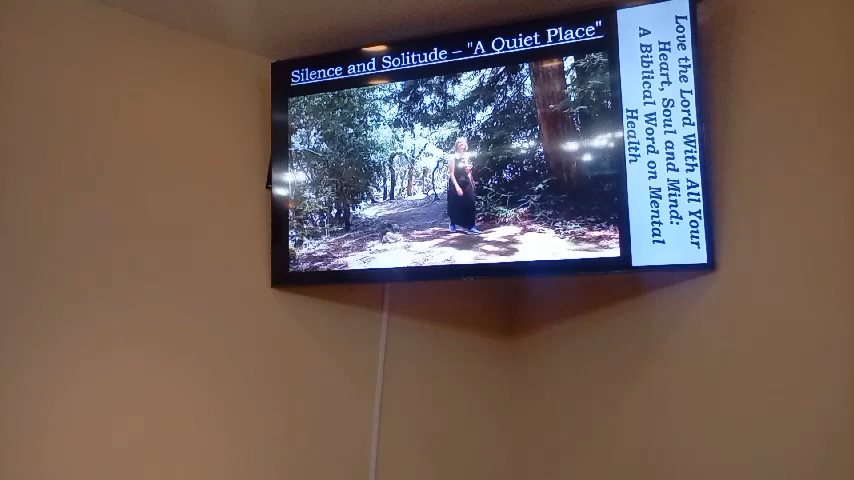 Silence and Solitude – "A Quiet Place"
Love the Lord With All Your
Heart, Soul and Mind:
A Biblical Word on Mental
Health